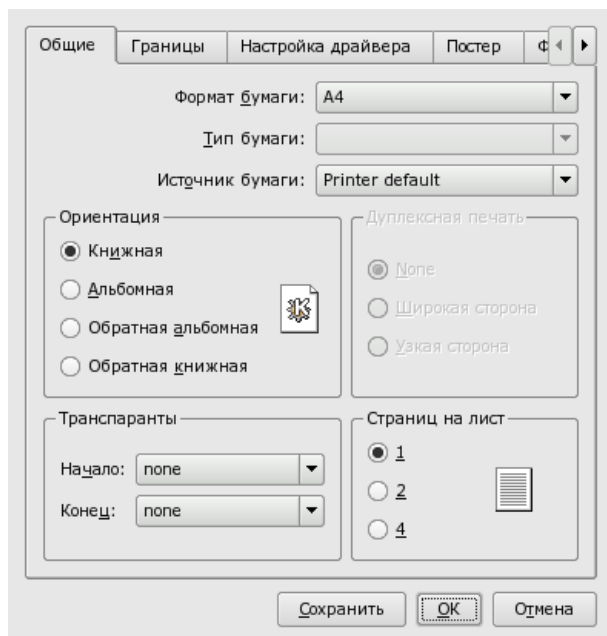 Общие Границы Настройка драйвера Постер Ф
Формат бумаги: A4
Тип бумаги:
Источник бумаги: Printer default
Ориентация
Книжная
Альбомная
Обратная альбомная
Обратная книжная
Дуплексная печать
None
Широкая сторона
Узкая сторона
Транспаранты
Начало: none
Конец: none
Страниц на лист
1
2
4
Сохранить OK Отмена